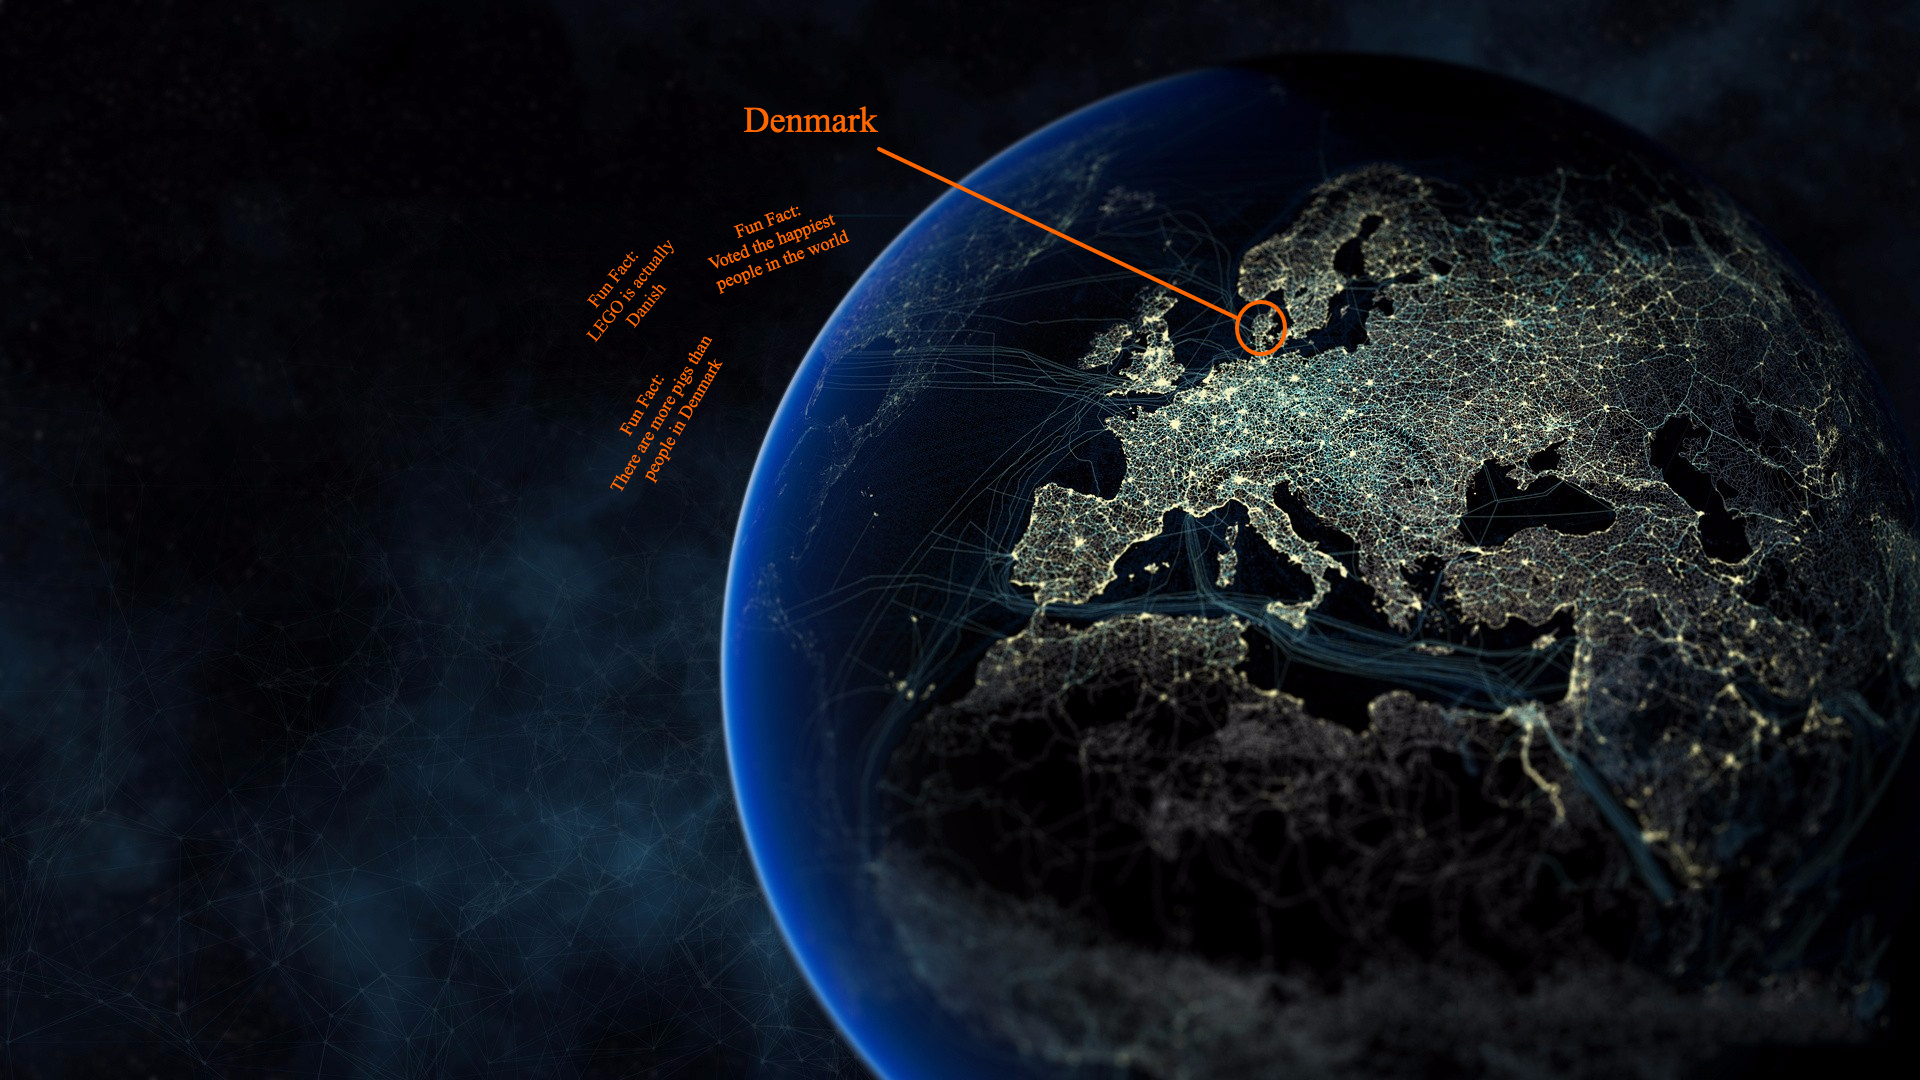 Denmark
Fun Fact:
Voted the happiest
people in the world
Fun Fact:
LEGO is actually
Danish
Fun Fact:
There are more pigs than
people in Denmark